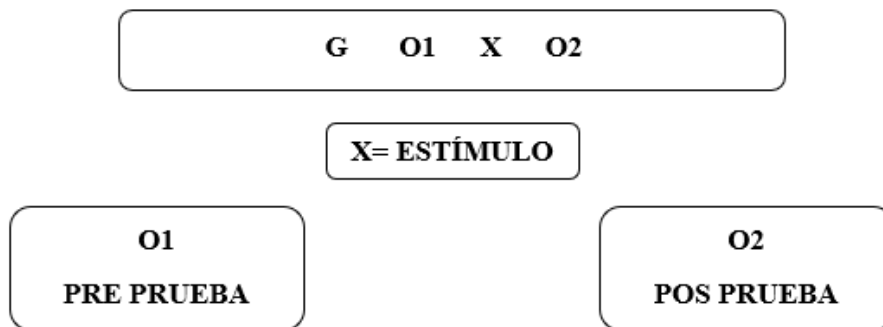 G O1 X O2
X= ESTÍMULO
O1
PRE PRUEBA
O2
POS PRUEBA